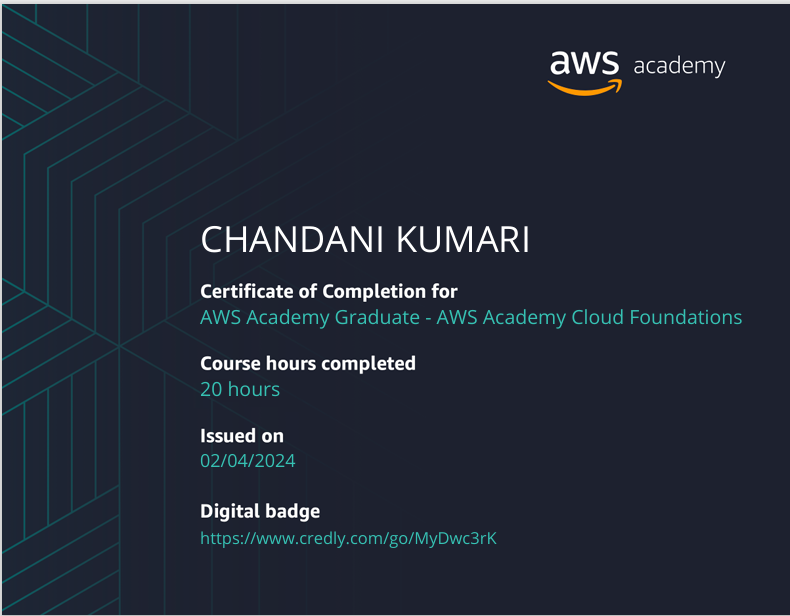 aws academy
CHANDANI KUMARI
Certificate of Completion for
AWS Academy Graduate - AWS Academy Cloud Foundations
Course hours completed
20 hours
Issued on
02/04/2024
Digital badge
https://www.credly.com/go/MyDwc3rK